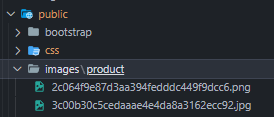 public
bootstrap
css
images\product
2c064f9e87d3aa394fedddc449f9dcc6.png
3c00b30c5cedaaae4e4da8a3162ecc92.jpg